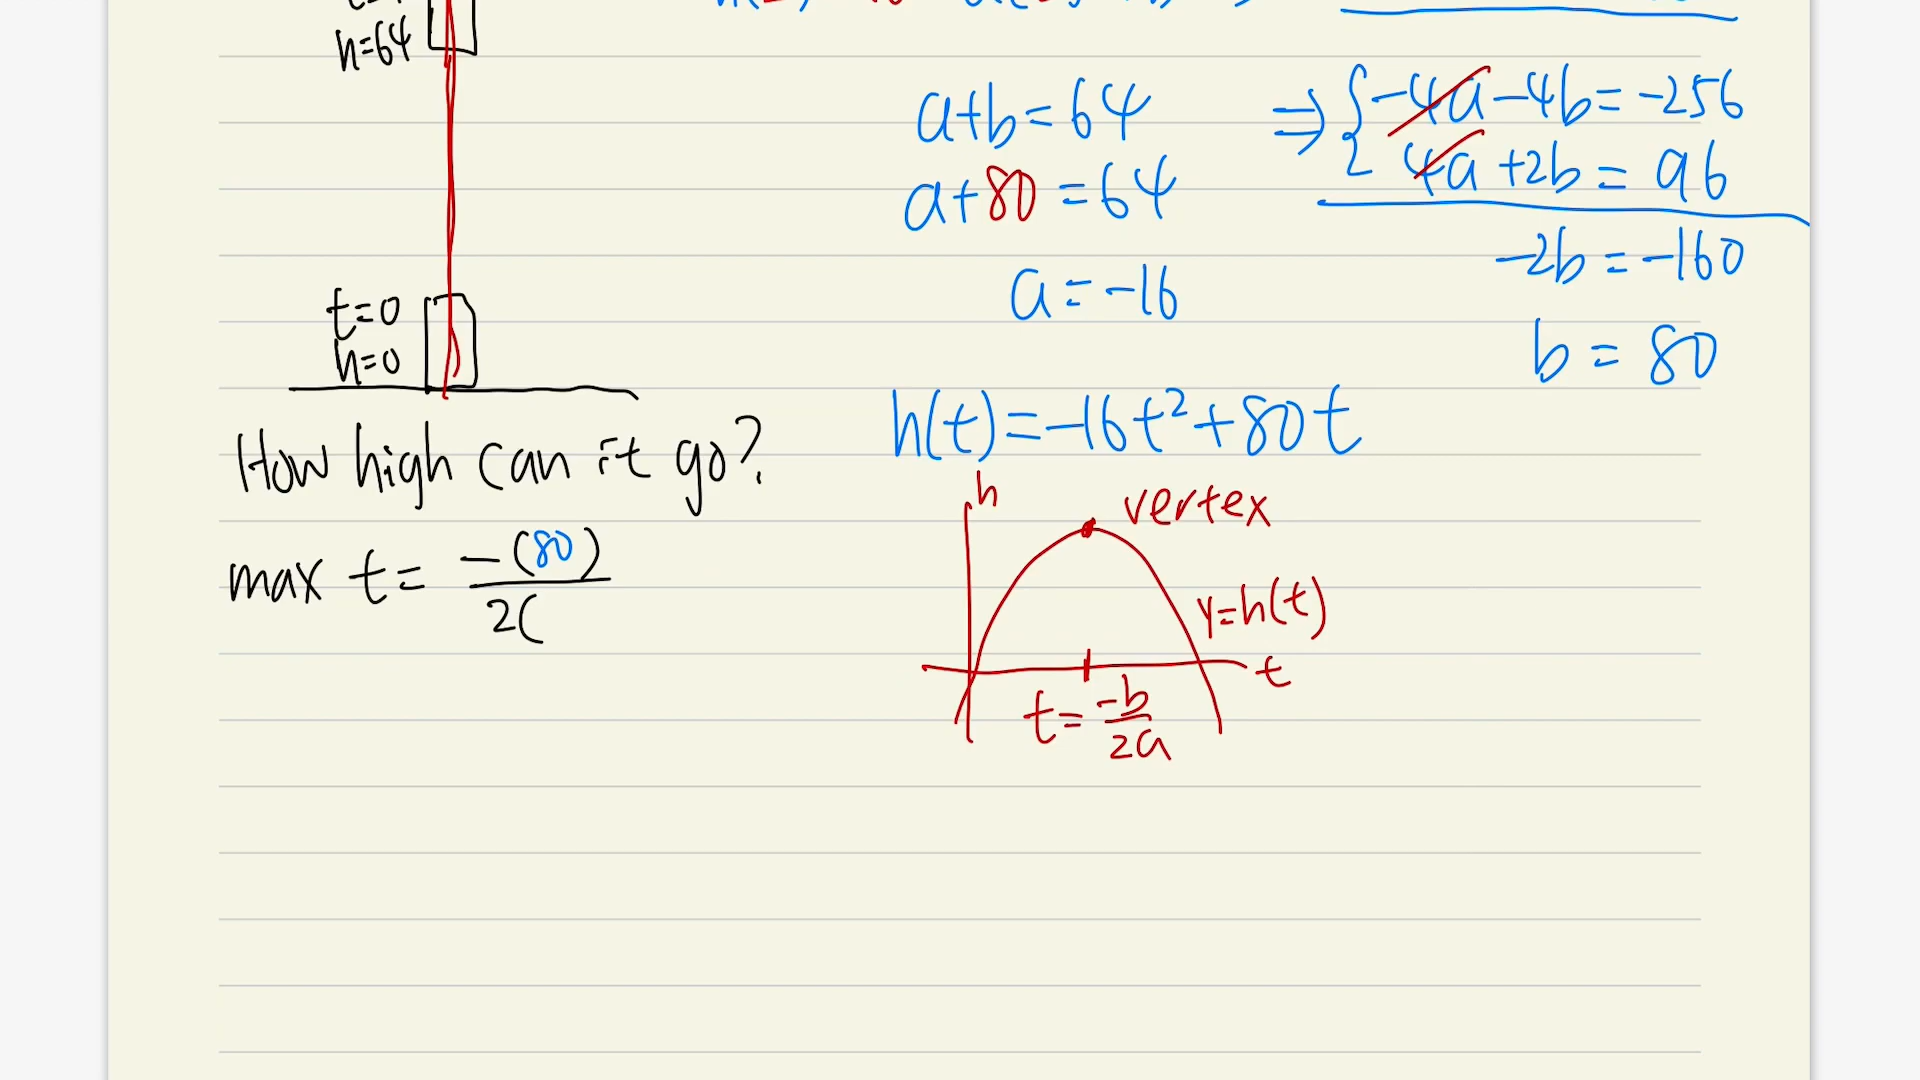 h=64
a+b=64
a+80=64
a=-16
⇒ { -4a-4b=-256
4a+2b=96
-2b=-160
b=80
t=0
h=0
h(t)=-16t²+80t
How high can it go?
max t= -(80)/2(
h
vertex
y=h(t)
t
t= -b/2a